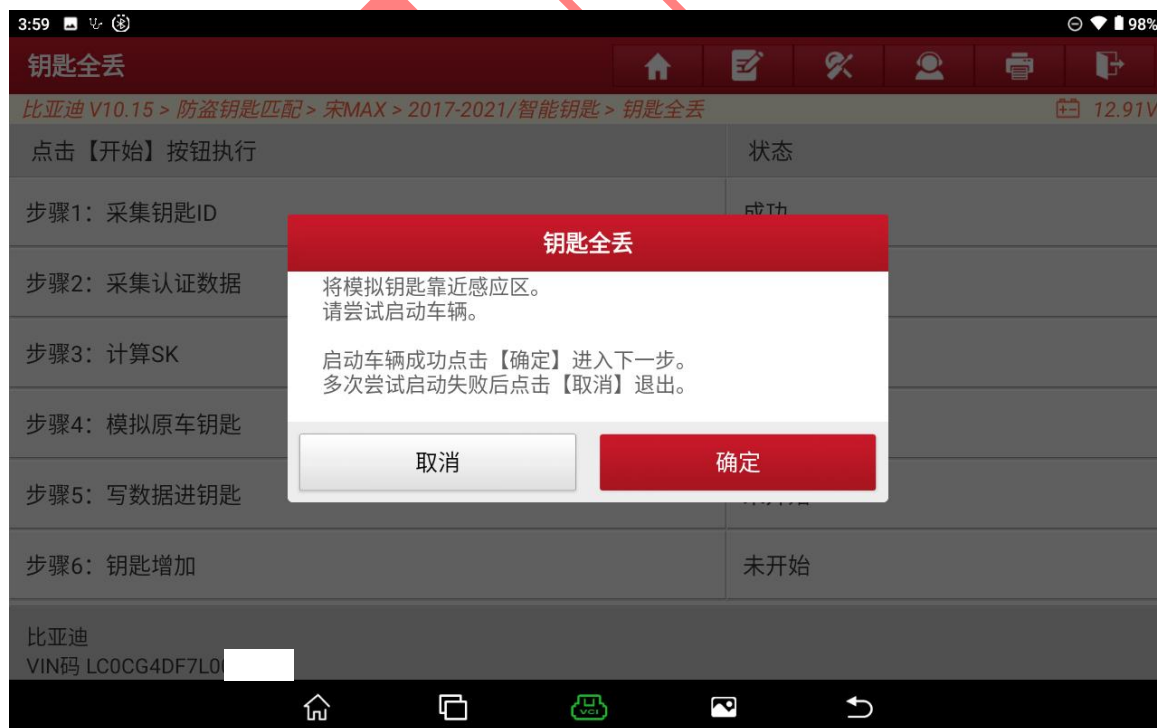 3:59
98%
钥匙全丢
比亚迪 V10.15 > 防盗钥匙匹配 > 宋MAX > 2017-2021/智能钥匙 > 钥匙全丢
12.91V
点击【开始】按钮执行
状态
步骤1：采集钥匙ID
成功
步骤2：采集认证数据
步骤3：计算SK
步骤4：模拟原车钥匙
步骤5：写数据进钥匙
步骤6：钥匙增加
未开始
钥匙全丢
将模拟钥匙靠近感应区。
请尝试启动车辆。
启动车辆成功点击【确定】进入下一步。
多次尝试启动失败后点击【取消】退出。
取消
确定
比亚迪
VIN码 LC0CG4DF7L0
VCI